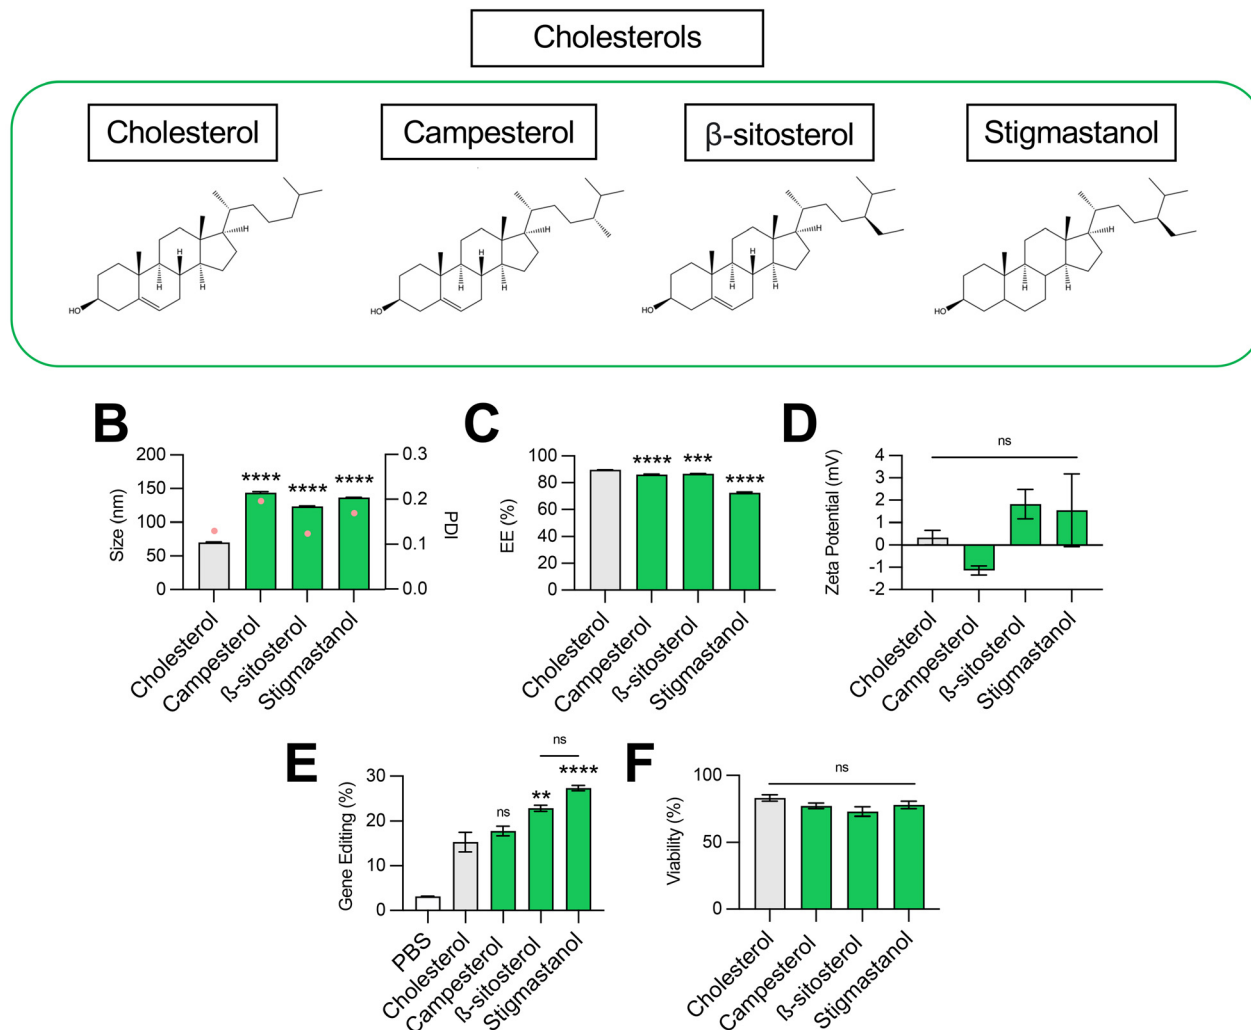 Cholesterols
Cholesterol
Campesterol
β-sitosterol
Stigmastanol
H
H
H
H
HO
H
H
H
H
HO
H
H
H
H
HO
H
H
H
HO
B
Size (nm)
200
150
100
50
0
****
****
****
0.3
0.2
0.1
0.0
PDI
Cholesterol
Campesterol
ß-sitosterol
Stigmastanol
C
EE (%)
100
80
60
40
20
0
****
***
****
Cholesterol
Campesterol
ß-sitosterol
Stigmastanol
D
Zeta Potential (mV)
ns
4
3
2
1
0
-1
-2
Cholesterol
Campesterol
ß-sitosterol
Stigmastanol
E
Gene Editing (%)
30
20
10
0
ns
ns
**
****
PBS
Cholesterol
Campesterol
ß-sitosterol
Stigmastanol
F
Viability (%)
100
50
0
ns
Cholesterol
Campesterol
ß-sitosterol
Stigmastanol